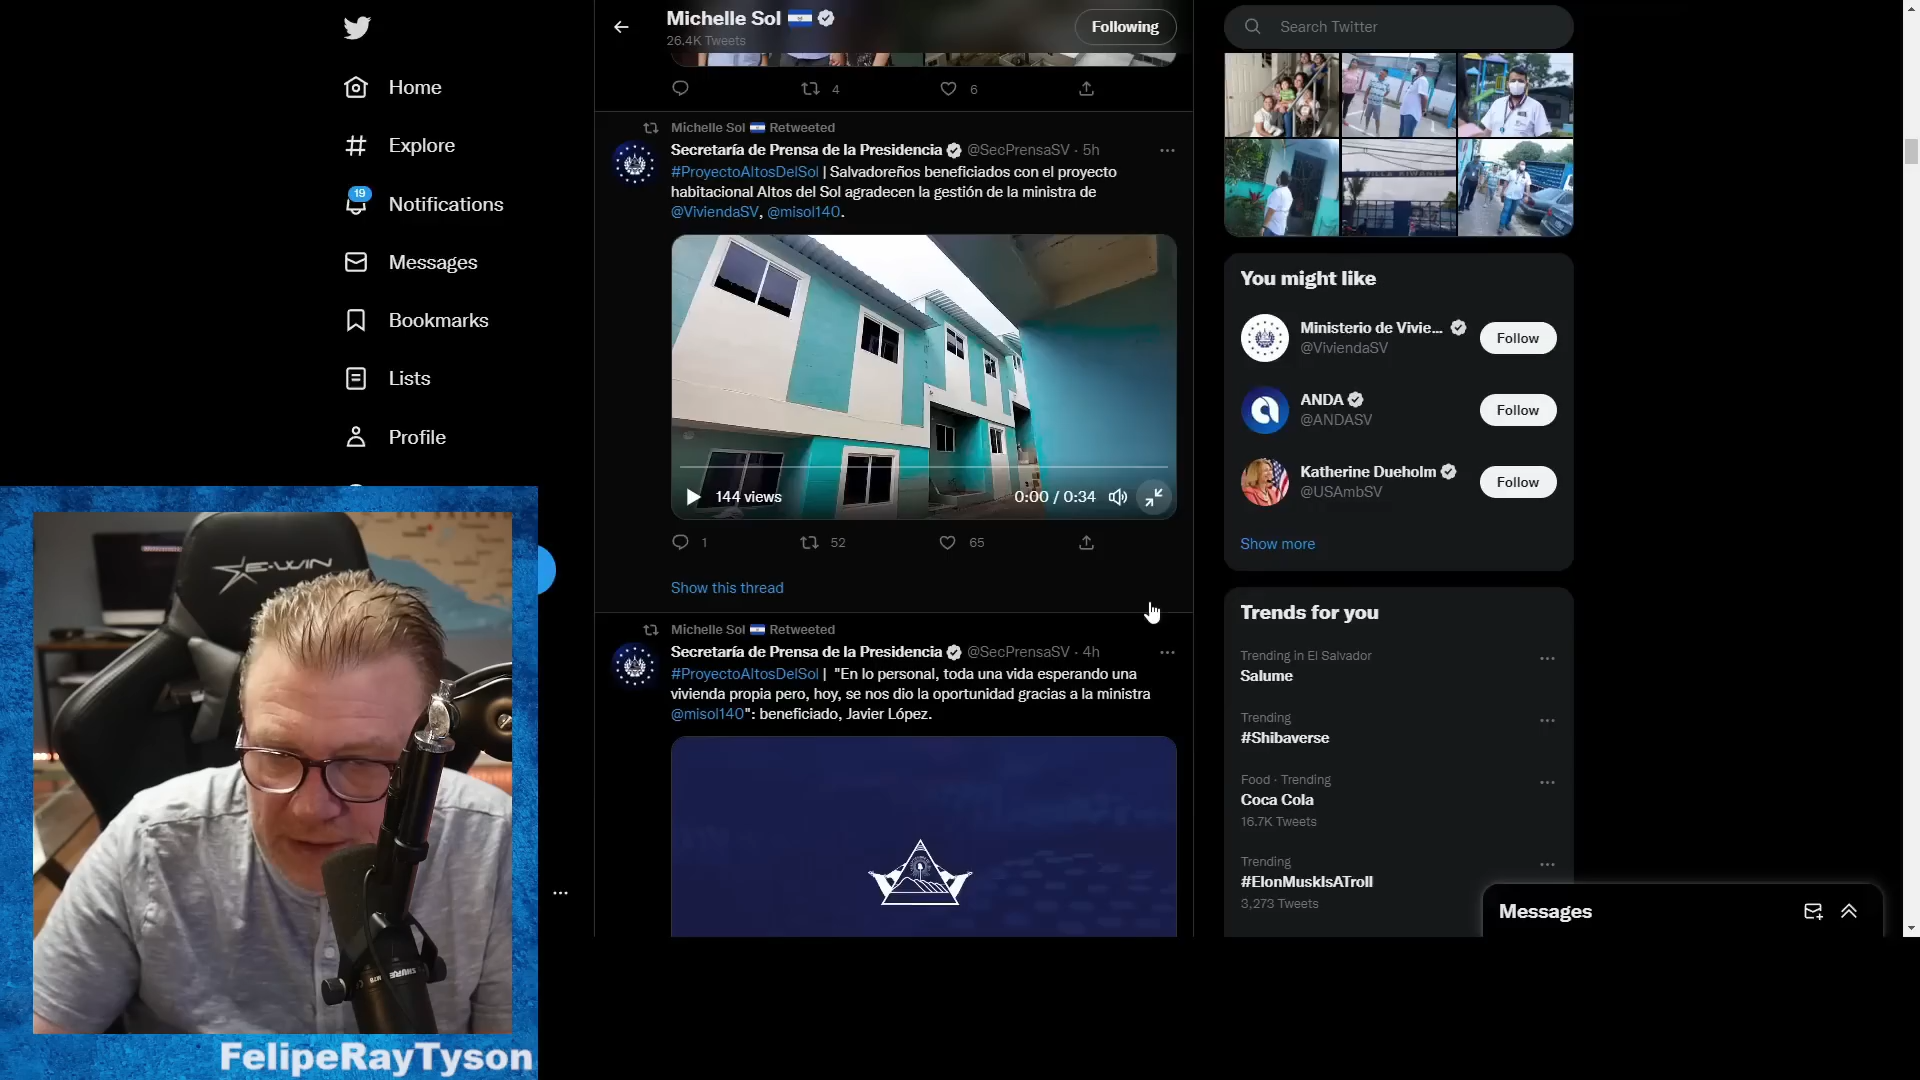 Home
Explore
19
Notifications
Messages
Bookmarks
Lists
Profile
E-WIN
SHURE
FelipeRayTyson
Michelle Sol
26.4K Tweets
Following
4
6
Michelle Sol Retweeted
Secretaría de Prensa de la Presidencia @SecPrensaSV · 5h
#ProyectoAltosDelSol | Salvadoreños beneficiados con el proyecto
habitacional Altos del Sol agradecen la gestión de la ministra de
@ViviendaSV, @misol140.
144 views
0:00 / 0:34
1
52
65
Show this thread
Michelle Sol Retweeted
Secretaría de Prensa de la Presidencia @SecPrensaSV · 4h
#ProyectoAltosDelSol | "En lo personal, toda una vida esperando una
vivienda propia pero, hoy, se nos dio la oportunidad gracias a la ministra
@misol140": beneficiado, Javier López.
Search Twitter
You might like
Ministerio de Vivie...
@ViviendaSV
Follow
ANDA
@ANDASV
Follow
Katherine Dueholm
@USAmbSV
Follow
Show more
Trends for you
Trending in El Salvador
Salume
Trending
#Shibaverse
Food · Trending
Coca Cola
16.7K Tweets
Trending
#ElonMuskIsATroll
3,273 Tweets
Messages